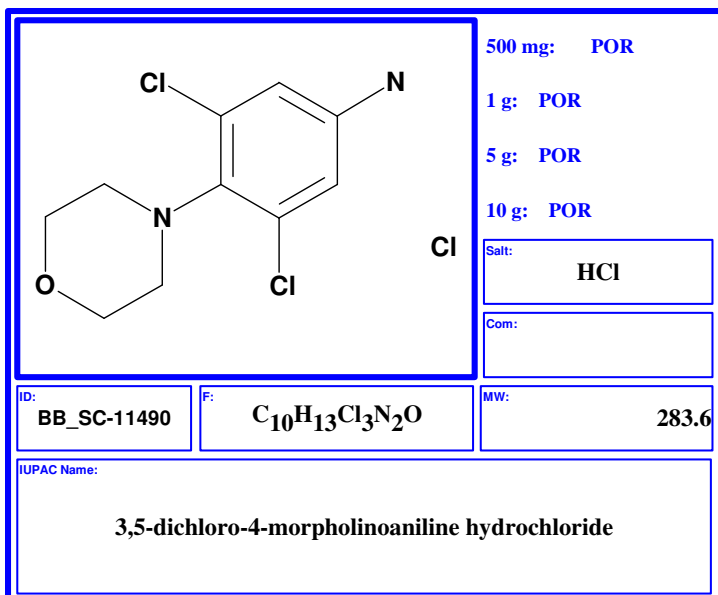 Cl
N
N
O
Cl
Cl
500 mg: POR
1 g: POR
5 g: POR
10 g: POR
Salt:
HCl
Com:
ID:
BB_SC-11490
F:
C10H13Cl3N2O
MW:
283.6
IUPAC Name:
3,5-dichloro-4-morpholinoaniline hydrochloride